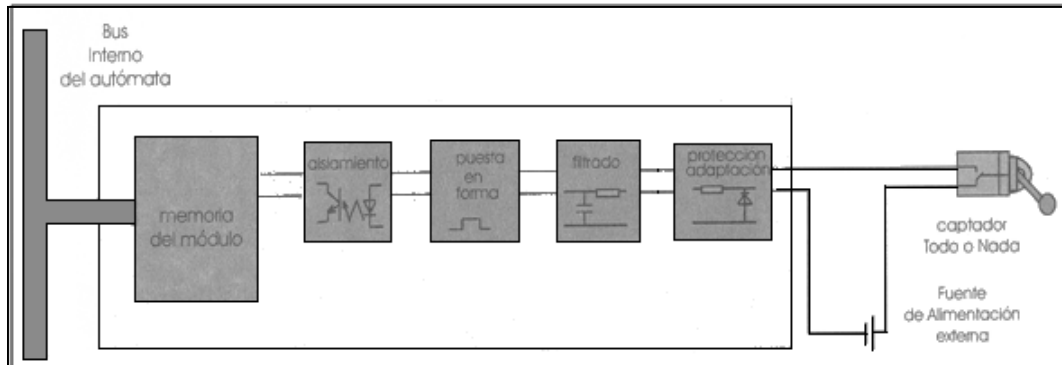 Bus
Interno
del autómata
memoria
del módulo
aislamiento
puesta
en
forma
filtrado
proteccion
adaptación
captador
Todo o Nada
Fuente
de Alimentación
externa